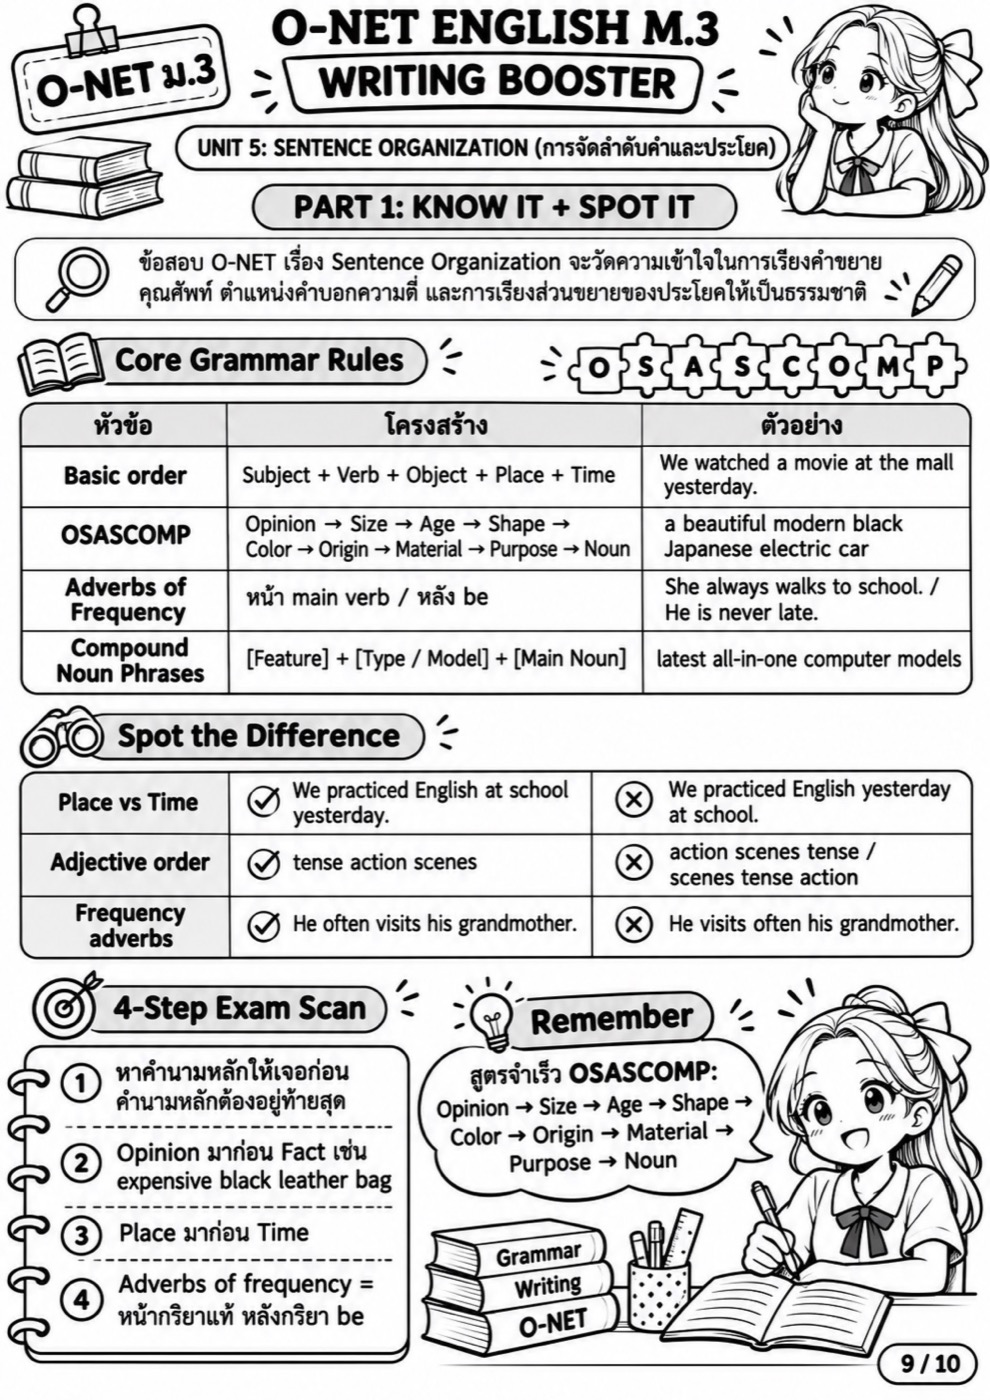 O-NET ม.3
O-NET ENGLISH M.3
WRITING BOOSTER
UNIT 5: SENTENCE ORGANIZATION (การจัดลำดับคำและประโยค)
PART 1: KNOW IT + SPOT IT
ข้อสอบ O-NET เรื่อง Sentence Organization จะวัดความเข้าใจในการเรียงคำขยาย
คุณศัพท์ ตำแหน่งคำบอกความถี่ และการเรียงส่วนขยายของประโยคให้เป็นธรรมชาติ
Core Grammar Rules
O S A S C O M P
หัวข้อ
โครงสร้าง
ตัวอย่าง
Basic order
Subject + Verb + Object + Place + Time
We watched a movie at the mall
yesterday.
OSASCOMP
Opinion → Size → Age → Shape →
Color → Origin → Material → Purpose → Noun
a beautiful modern black
Japanese electric car
Adverbs of
Frequency
หน้า main verb / หลัง be
She always walks to school. /
He is never late.
Compound
Noun Phrases
[Feature] + [Type / Model] + [Main Noun]
latest all-in-one computer models
Spot the Difference
Place vs Time
We practiced English at school
yesterday.
We practiced English yesterday
at school.
Adjective order
tense action scenes
action scenes tense /
scenes tense action
Frequency
adverbs
He often visits his grandmother.
He visits often his grandmother.
4-Step Exam Scan
1 หาคำนามหลักให้เจอก่อน
คำนามหลักต้องอยู่ท้ายสุด
2 Opinion มาก่อน Fact เช่น
expensive black leather bag
3 Place มาก่อน Time
4 Adverbs of frequency =
หน้ากริยาแท้ หลังกริยา be
Remember
สูตรจำเร็ว OSASCOMP:
Opinion → Size → Age → Shape →
Color → Origin → Material →
Purpose → Noun
Grammar
Writing
O-NET
9 / 10